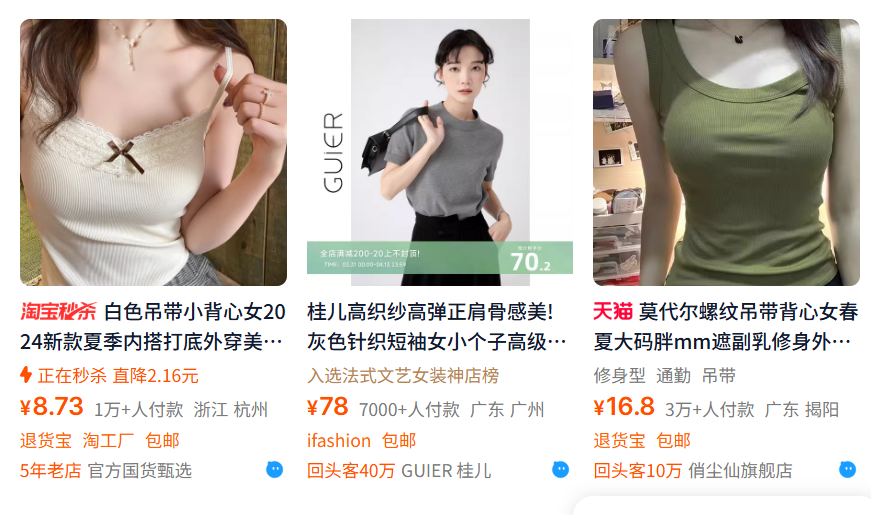 GUIER
全店满减200-20上不封顶!
70.2
淘宝秒杀 白色吊带小背心女20
24新款夏季内搭打底外穿美…
正在秒杀 直降2.16元
¥8.73 1万+人付款 浙江 杭州
退货宝 淘工厂 包邮
5年老店 官方国货甄选
桂儿高织纱高弹正肩骨感美!
灰色针织短袖女小个子高级…
入选法式文艺女装神店榜
¥78 7000+人付款 广东 广州
ifashion 包邮
回头客40万 GUIER 桂儿
天猫 莫代尔螺纹吊带背心女春
夏大码胖mm遮副乳修身外…
修身型 通勤 吊带
¥16.8 3万+人付款 广东 揭阳
退货宝 包邮
回头客10万 俏尘仙旗舰店